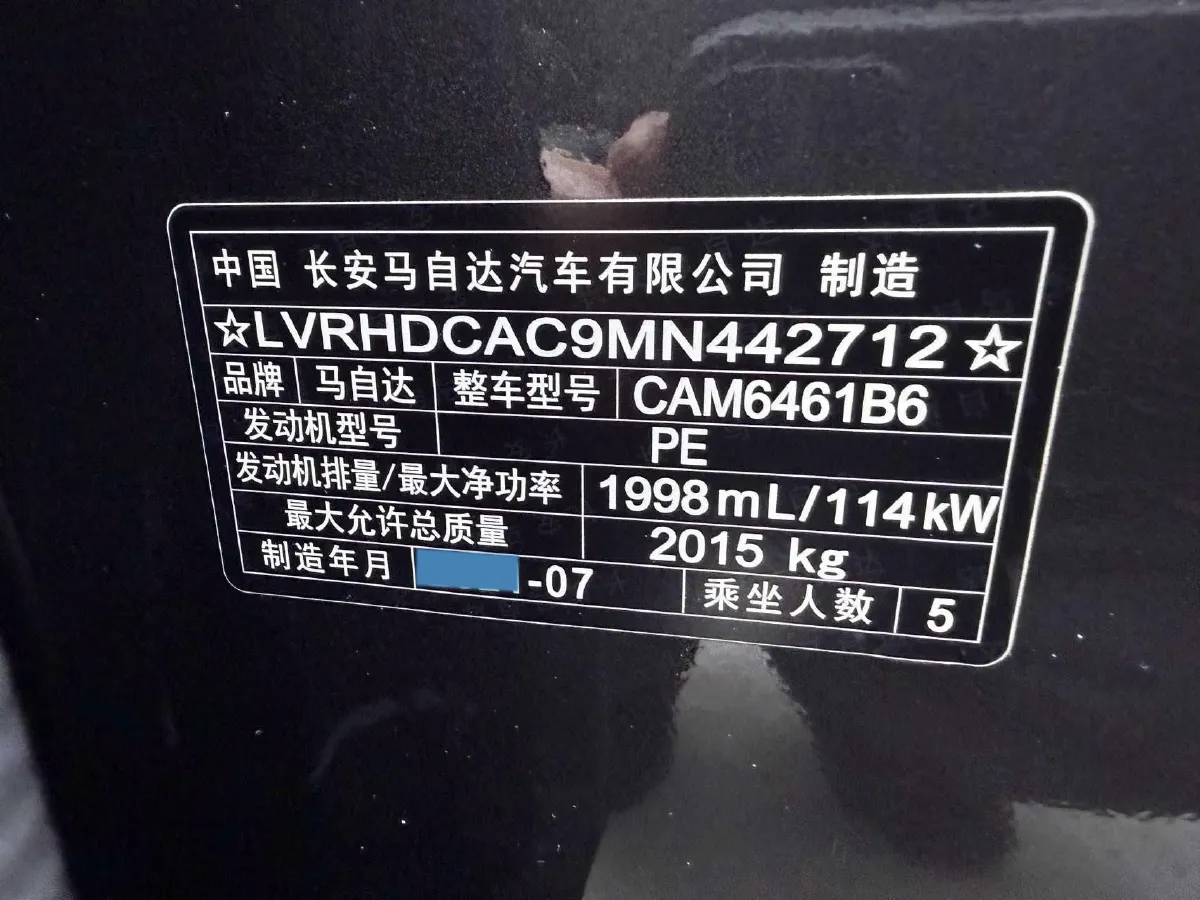 中国 长安马自达汽车有限公司 制造
☆LVRHDCAC9MN442712☆
品牌 马自达 整车型号 CAM6461B6
发动机型号 PE
发动机排量/最大净功率 1998mL/114kW
最大允许总质量 2015 kg
制造年月 -07 乘坐人数 5